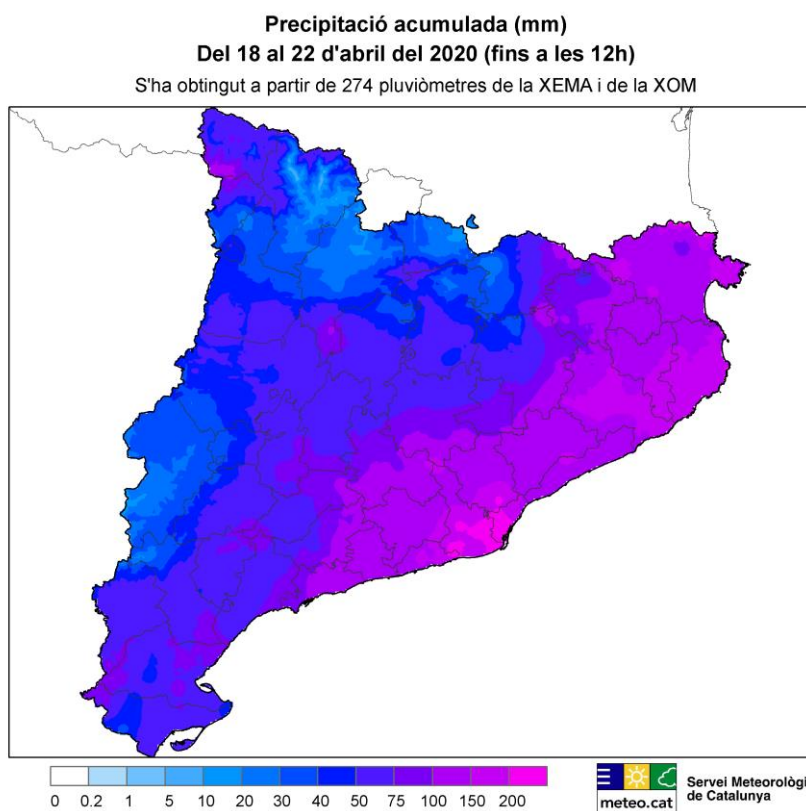 Precipitació acumulada (mm)
Del 18 al 22 d'abril del 2020 (fins a les 12h)
S'ha obtingut a partir de 274 pluviòmetres de la XEMA i de la XOM
0 0.2 1 5 10 20 30 40 50 75 100 150 200
meteo.cat
Servei Meteorològic
de Catalunya